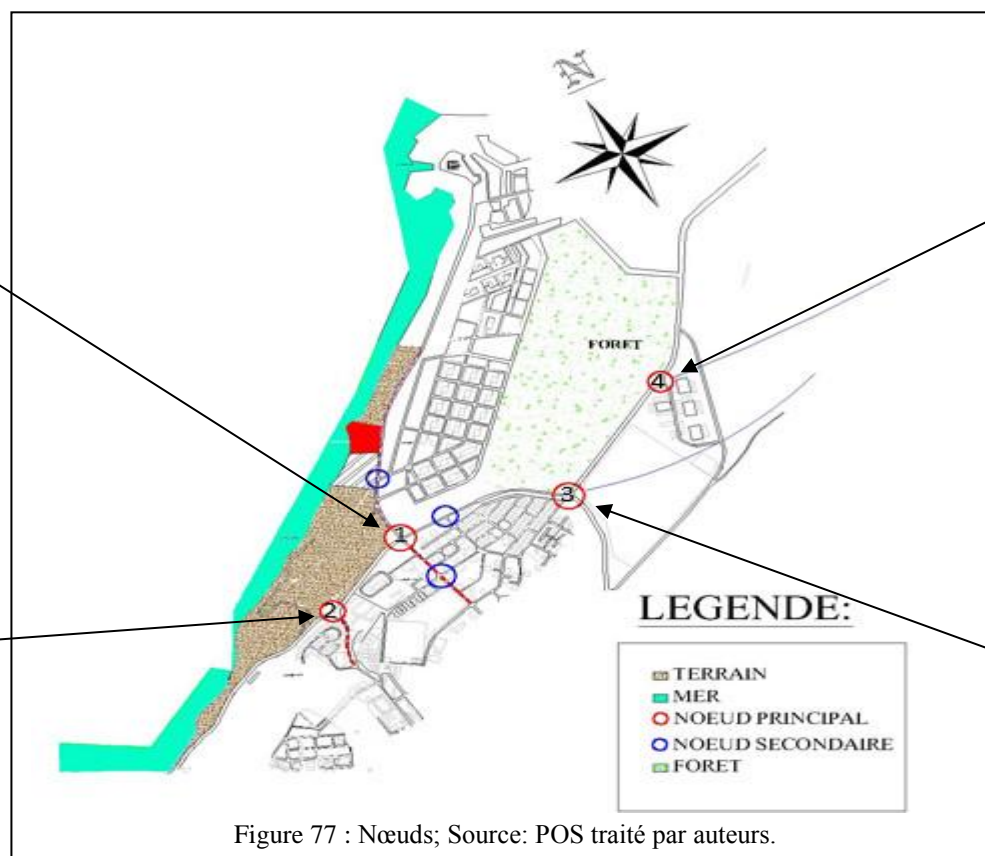 N
FORET
4
3
1
2
LEGENDE:
TERRAIN
MER
NOEUD PRINCIPAL
NOEUD SECONDAIRE
FORET
Figure 77 : Nœuds; Source: POS traité par auteurs.